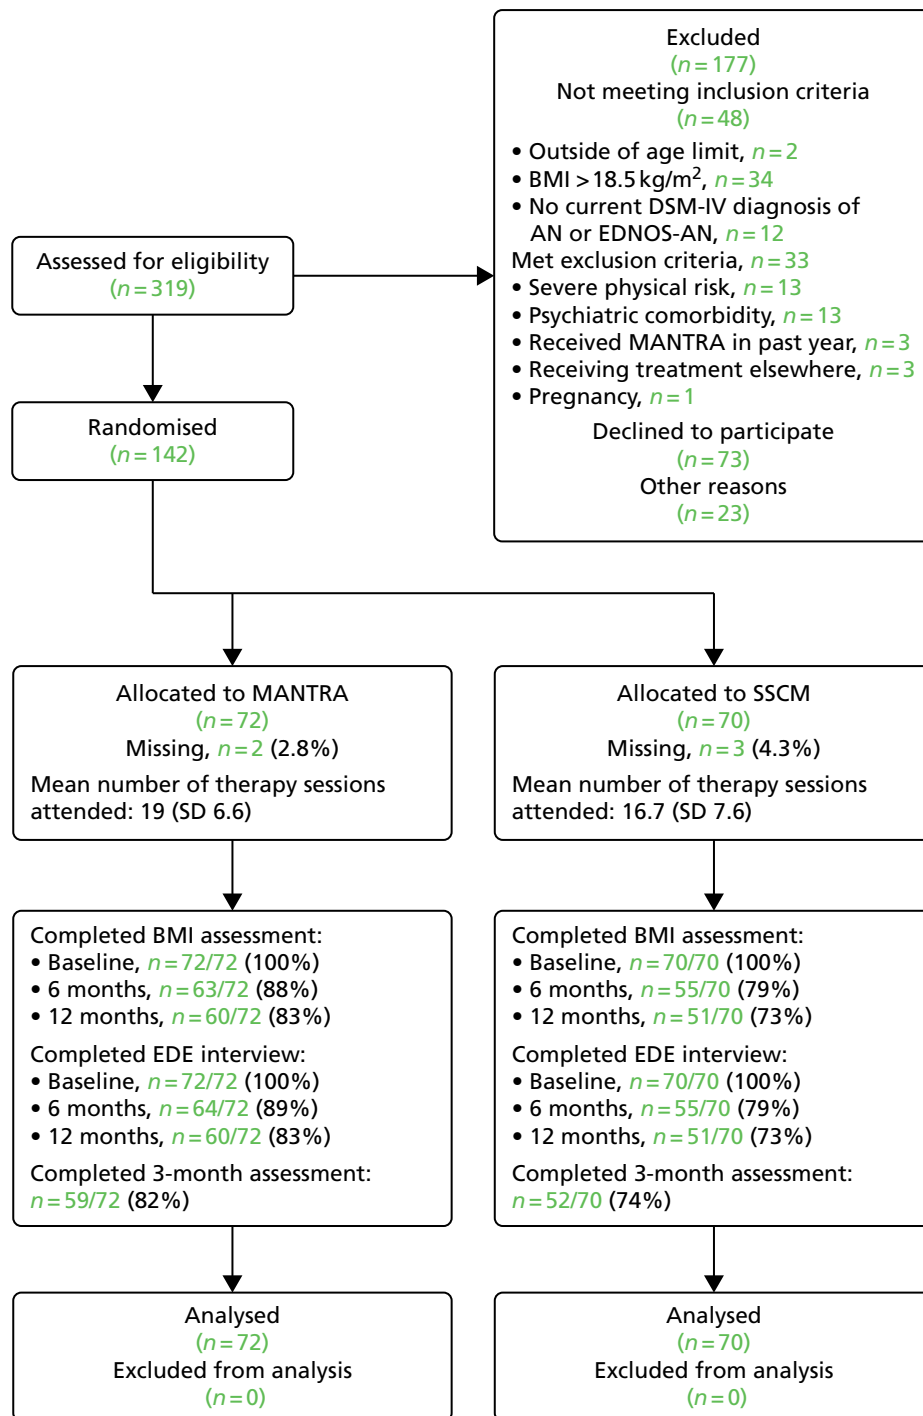 Excluded
(n=177)
Not meeting inclusion criteria
(n=48)
• Outside of age limit, n=2
• BMI >18.5 kg/m², n=34
• No current DSM-IV diagnosis of
AN or EDNOS-AN, n=12
Met exclusion criteria, n=33
• Severe physical risk, n=13
• Psychiatric comorbidity, n=13
• Received MANTRA in past year, n=3
• Receiving treatment elsewhere, n=3
• Pregnancy, n=1
Declined to participate
(n=73)
Other reasons
(n=23)
Assessed for eligibility
(n=319)
Randomised
(n=142)
Allocated to MANTRA
(n=72)
Missing, n=2 (2.8%)
Mean number of therapy sessions
attended: 19 (SD 6.6)
Allocated to SSCM
(n=70)
Missing, n=3 (4.3%)
Mean number of therapy sessions
attended: 16.7 (SD 7.6)
Completed BMI assessment:
• Baseline, n=72/72 (100%)
• 6 months, n=63/72 (88%)
• 12 months, n=60/72 (83%)
Completed EDE interview:
• Baseline, n=72/72 (100%)
• 6 months, n=64/72 (89%)
• 12 months, n=60/72 (83%)
Completed 3-month assessment:
n=59/72 (82%)
Completed BMI assessment:
• Baseline, n=70/70 (100%)
• 6 months, n=55/70 (79%)
• 12 months, n=51/70 (73%)
Completed EDE interview:
• Baseline, n=70/70 (100%)
• 6 months, n=55/70 (79%)
• 12 months, n=51/70 (73%)
Completed 3-month assessment:
n=52/70 (74%)
Analysed
(n=72)
Excluded from analysis
(n=0)
Analysed
(n=70)
Excluded from analysis
(n=0)